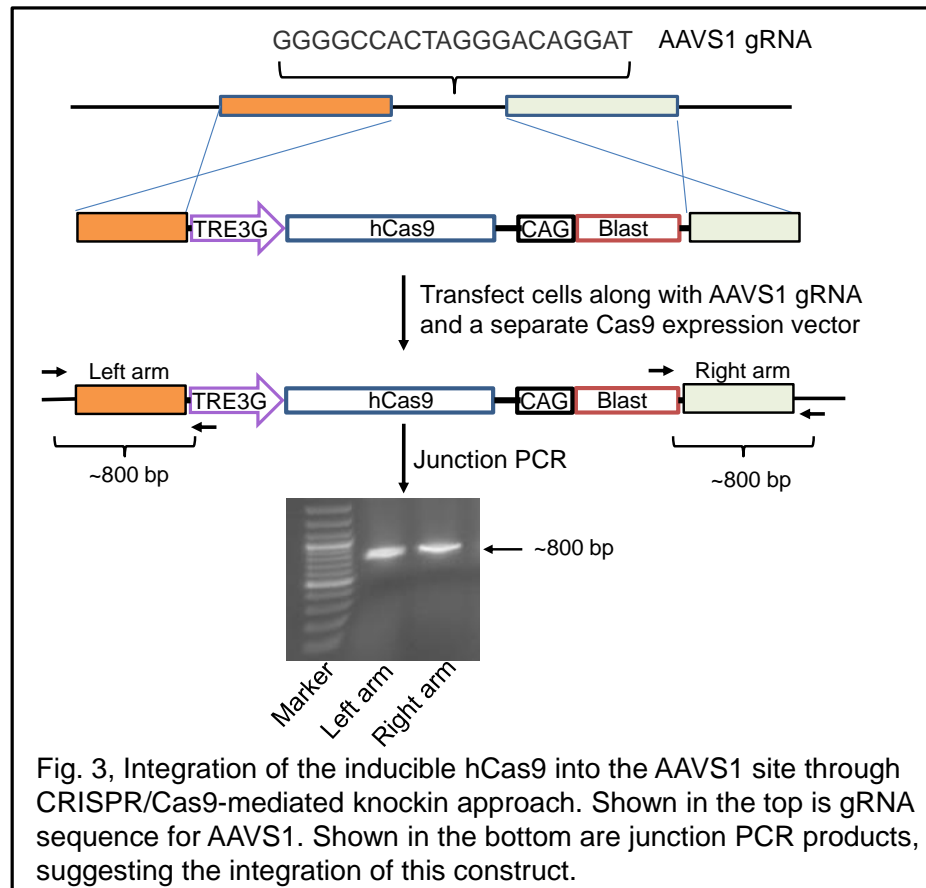 GGGGCCACTAGGGACAGGAT AAVS1 gRNA
TRE3G hCas9 CAG Blast
Transfect cells along with AAVS1 gRNA
and a separate Cas9 expression vector
Left arm Right arm
TRE3G hCas9 CAG Blast
~800 bp ~800 bp
Junction PCR
~800 bp
Marker
Left arm
Right arm
Fig. 3, Integration of the inducible hCas9 into the AAVS1 site through
CRISPR/Cas9-mediated knockin approach. Shown in the top is gRNA
sequence for AAVS1. Shown in the bottom are junction PCR products,
suggesting the integration of this construct.